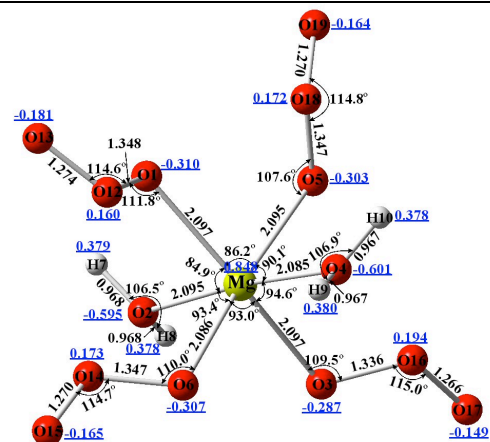 O19 -0.164
1.270
0.172 O18 114.8°
-0.181
O13
1.348
1.347
1.274 114.6° O1 -0.310
107.6° O5 -0.303
O12 111.8°
0.160
H10 0.378
2.097 2.095
0.379
86.2° 106.9° 0.967
H7 84.9° 0.848 90.1° 2.085 O4 -0.601
0.968 106.5° 2.095 Mg 94.6° H9 0.967
-0.595 O2 93.4° 93.0° 0.380
0.968 H8
0.378 2.086 2.097 0.194
0.173 110.0° 109.5° 1.336 O16
O14 1.347 O6 O3 115.0° 1.266
1.270 114.7° -0.307 -0.287 O17
O15 -0.165 -0.149